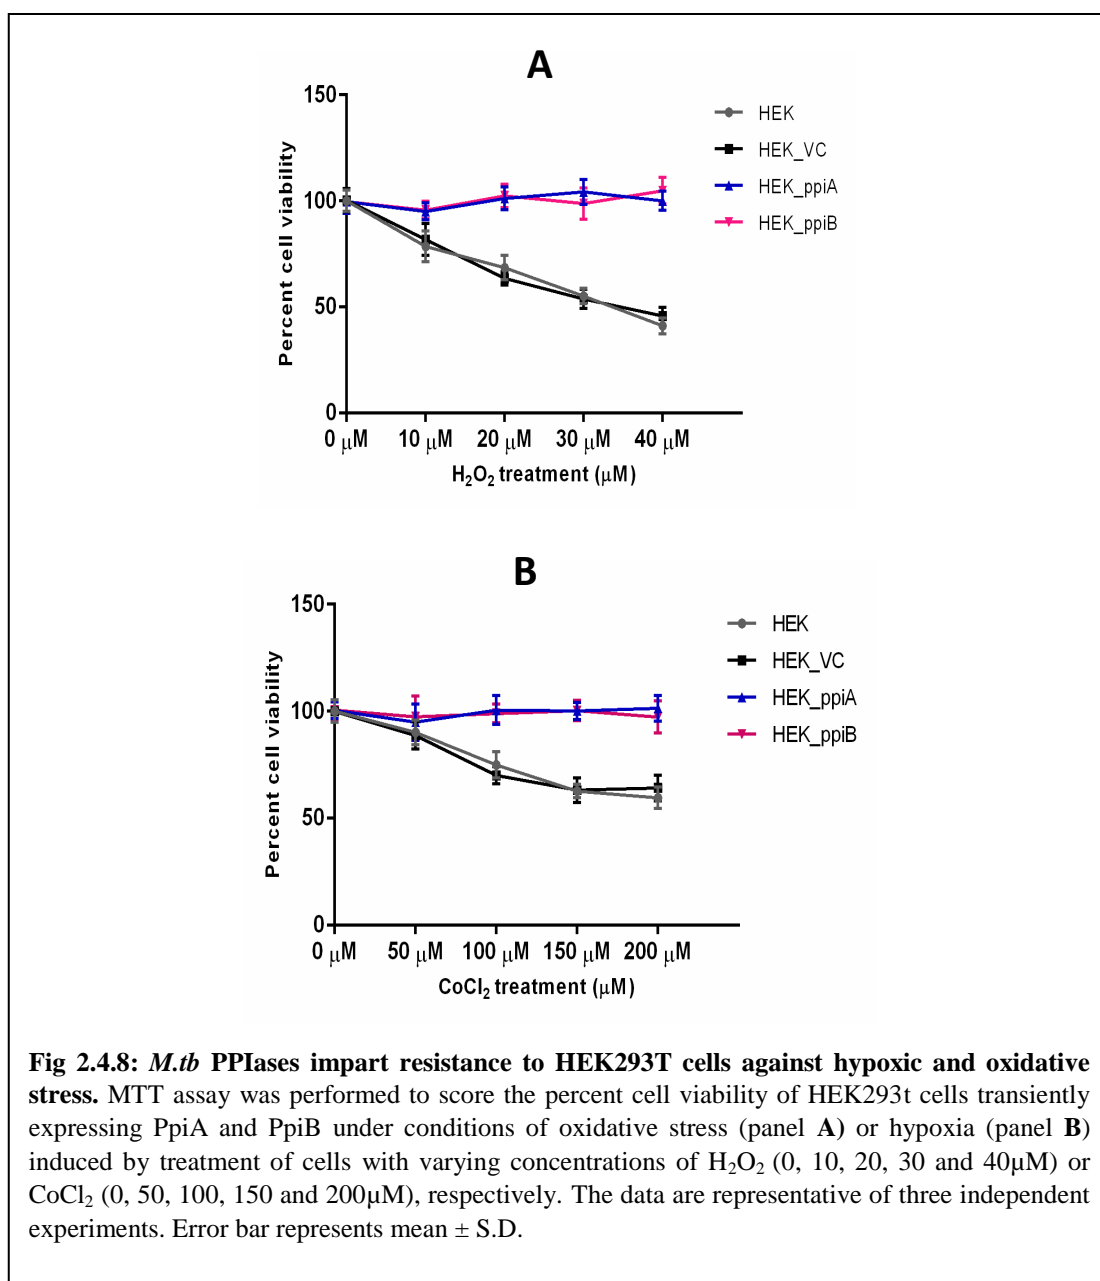 A
150
100
50
0
Percent cell viability
0 μM 10 μM 20 μM 30 μM 40 μM
H₂O₂ treatment (μM)
HEK
HEK_VC
HEK_ppiA
HEK_ppiB
B
150
100
50
0
Percent cell viability
0 μM 50 μM 100 μM 150 μM 200 μM
CoCl₂ treatment (μM)
HEK
HEK_VC
HEK_ppiA
HEK_ppiB
Fig 2.4.8: M.tb PPIases impart resistance to HEK293T cells against hypoxic and oxidative
stress. MTT assay was performed to score the percent cell viability of HEK293t cells transiently
expressing PpiA and PpiB under conditions of oxidative stress (panel A) or hypoxia (panel B)
induced by treatment of cells with varying concentrations of H₂O₂ (0, 10, 20, 30 and 40μM) or
CoCl₂ (0, 50, 100, 150 and 200μM), respectively. The data are representative of three independent
experiments. Error bar represents mean ± S.D.